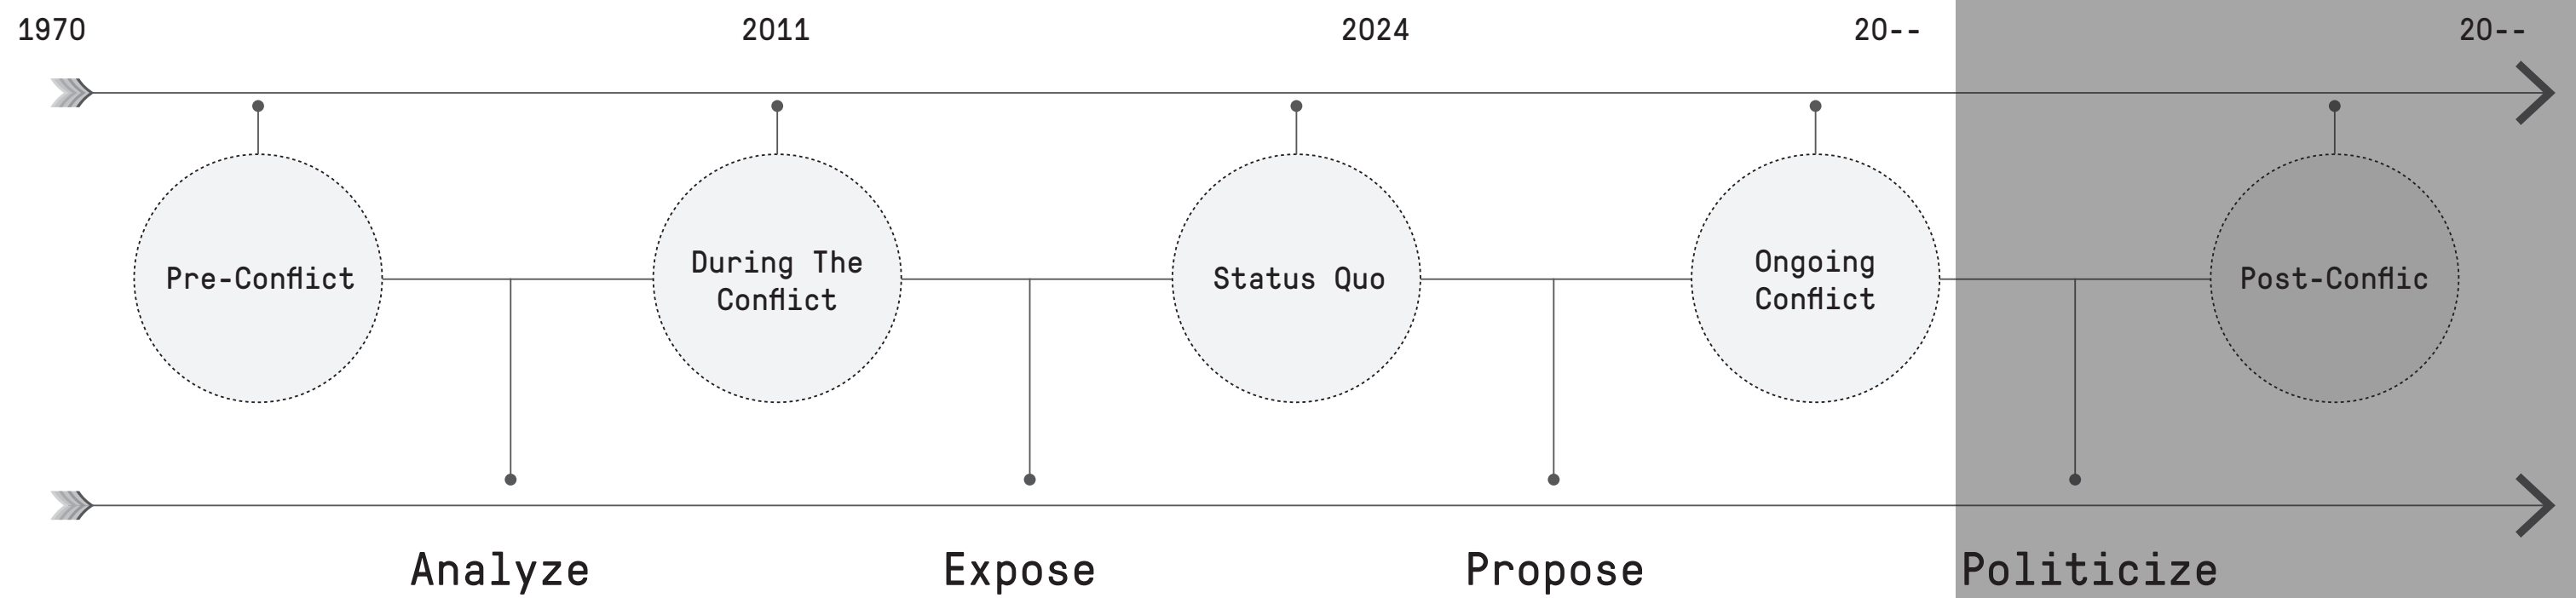 1970
2011
2024
20--
20--
Pre-Conflict
During The
Conflict
Status Quo
Ongoing
Conflict
Post-Conflic
Analyze
Expose
Propose
Politicize